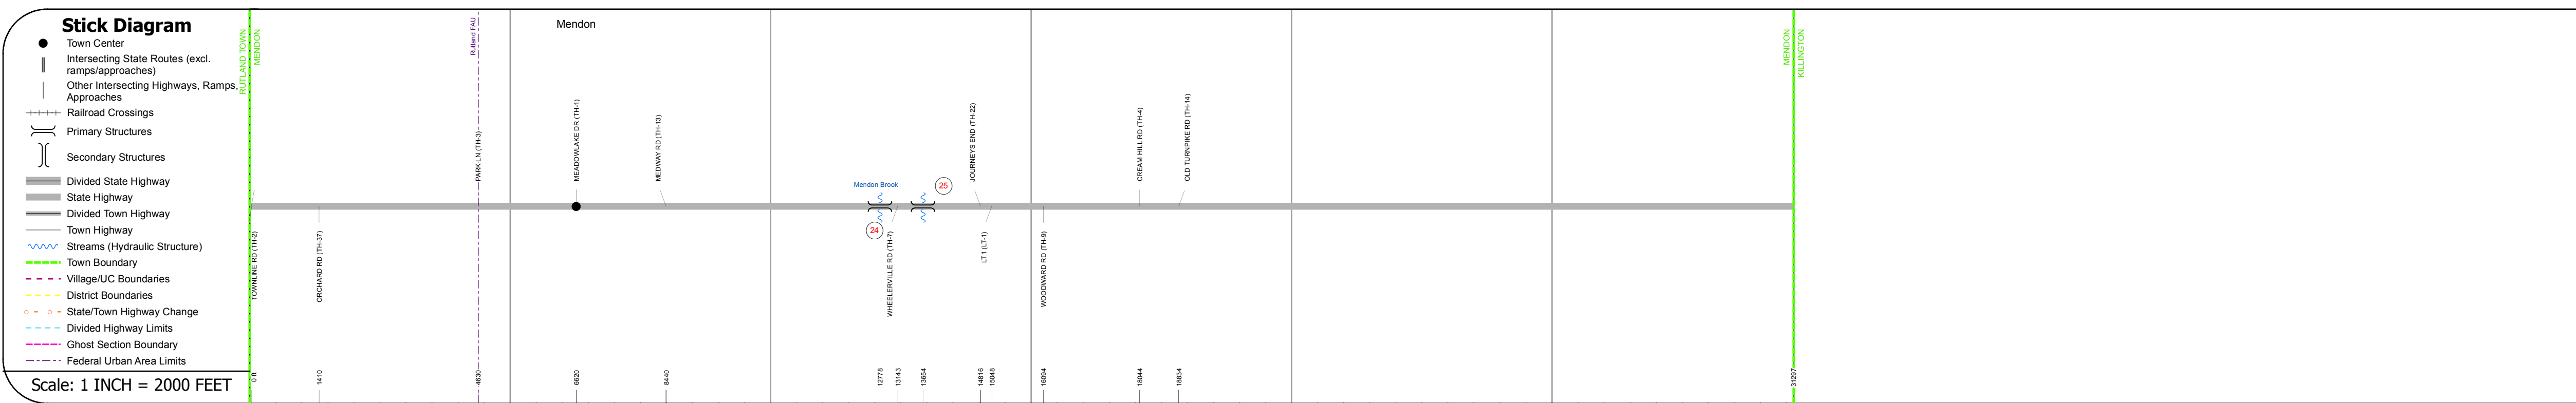 Stick Diagram
Town Center
Intersecting State Routes (excl.
ramps/approaches)
Other Intersecting Highways, Ramps,
Approaches
Railroad Crossings
Primary Structures
Secondary Structures
Divided State Highway
State Highway
Divided Town Highway
Town Highway
Streams (Hydraulic Structure)
Town Boundary
Village/UC Boundaries
District Boundaries
State/Town Highway Change
Divided Highway Limits
Ghost Section Boundary
Federal Urban Area Limits
Scale: 1 INCH = 2000 FEET
RUTLAND TOWN
MENDON
Rutland FAU
Mendon
MENDON
KILLINGTON
PARK LN (TH-3)
MEADOWLAKE DR (TH-1)
MEDWAY RD (TH-13)
Mendon Brook
25
JOURNEYS END (TH-22)
CREAM HILL RD (TH-4)
OLD TURNPIKE RD (TH-14)
TOWNLINE RD (TH-2)
ORCHARD RD (TH-37)
24
WHEELERVILLE RD (TH-7)
LT 1 (LT-1)
WOODWARD RD (TH-9)
0 ft
1410
4630
6620
8440
12778
13143
13654
14816
15048
16094
18044
18834
31297